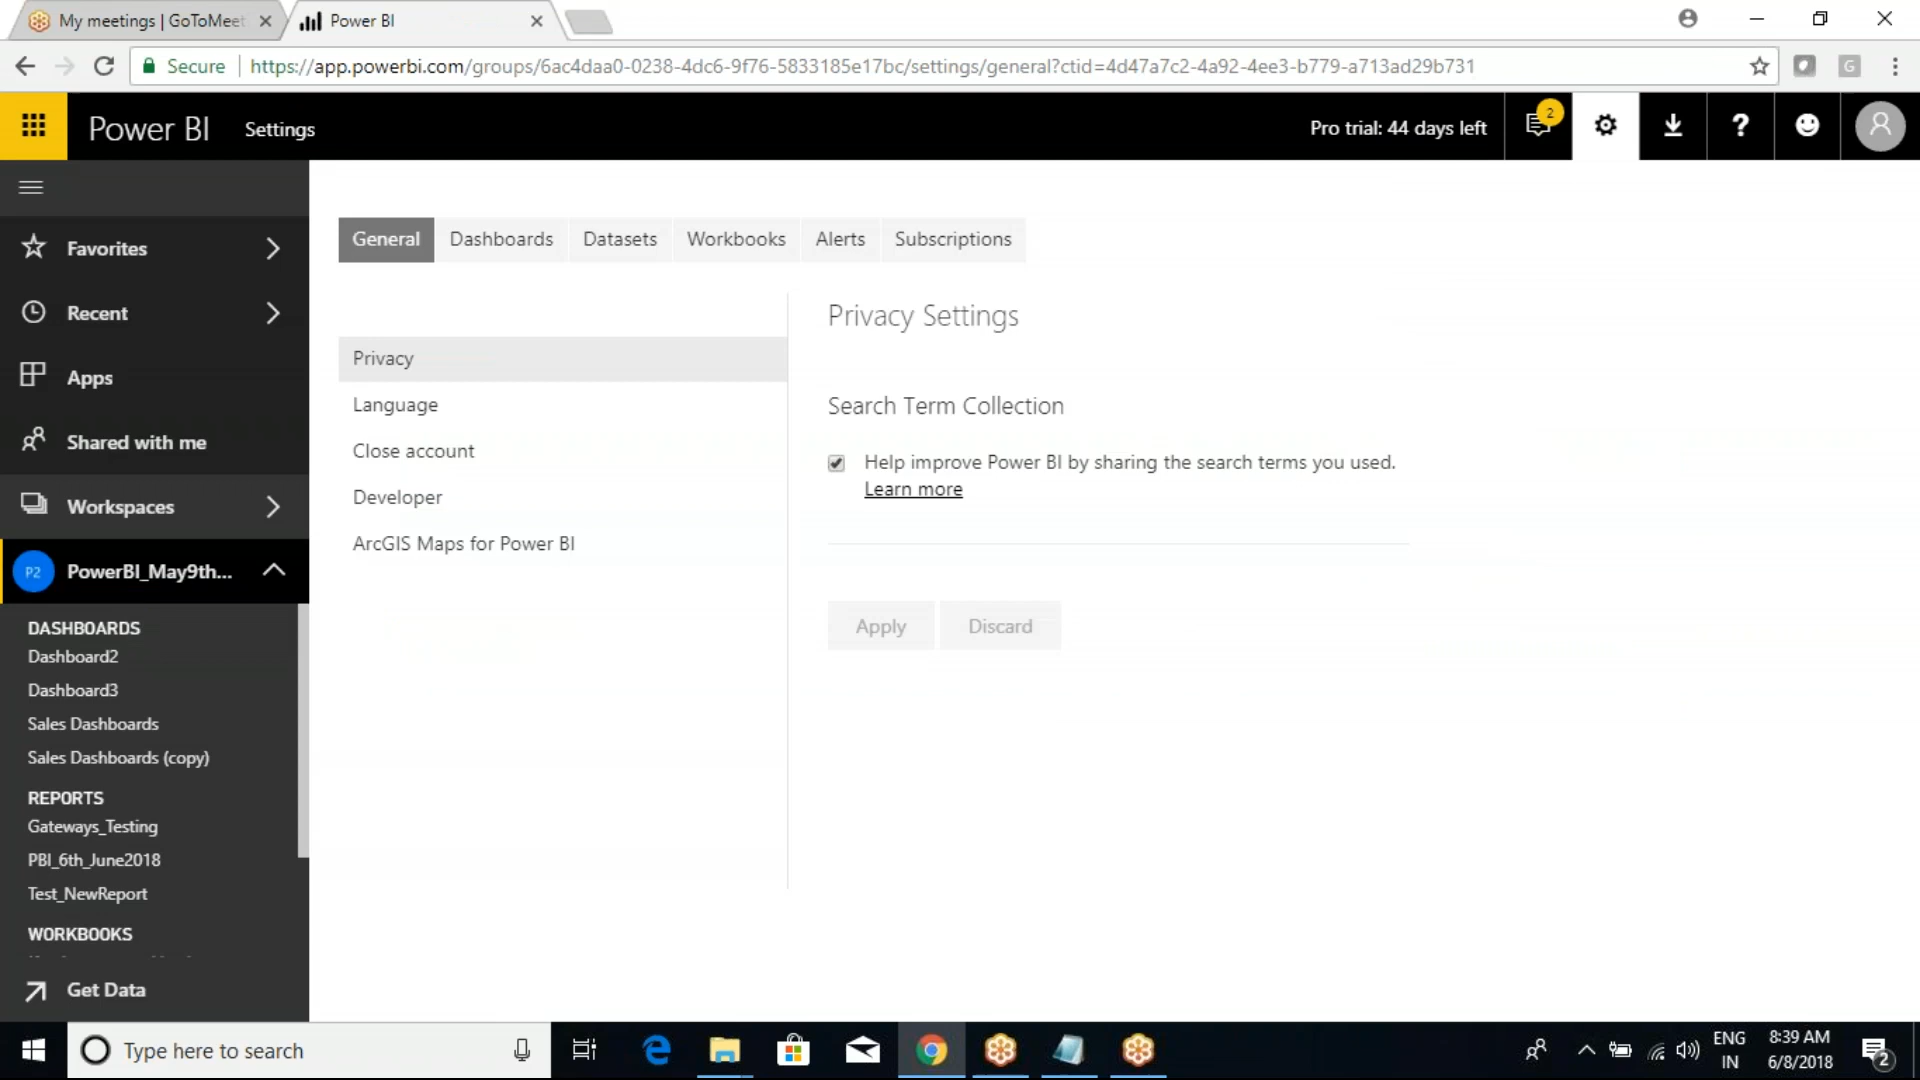 My meetings | GoToMeet
Power BI
Secure
https://app.powerbi.com/groups/6ac4daa0-0238-4dc6-9f76-5833185e17bc/settings/general?ctid=4d47a7c2-4a92-4ee3-b779-a713ad29b731
G
Power BI
Settings
Pro trial: 44 days left
2
?
Favorites
Recent
Apps
Shared with me
Workspaces
P2
PowerBI_May9th...
DASHBOARDS
Dashboard2
Dashboard3
Sales Dashboards
Sales Dashboards (copy)
REPORTS
Gateways_Testing
PBI_6th_June2018
Test_NewReport
WORKBOOKS
Get Data
General
Dashboards
Datasets
Workbooks
Alerts
Subscriptions
Privacy
Language
Close account
Developer
ArcGIS Maps for Power BI
Privacy Settings
Search Term Collection
Help improve Power BI by sharing the search terms you used.
Learn more
Apply
Discard
Type here to search
ENG
IN
8:39 AM
6/8/2018
2